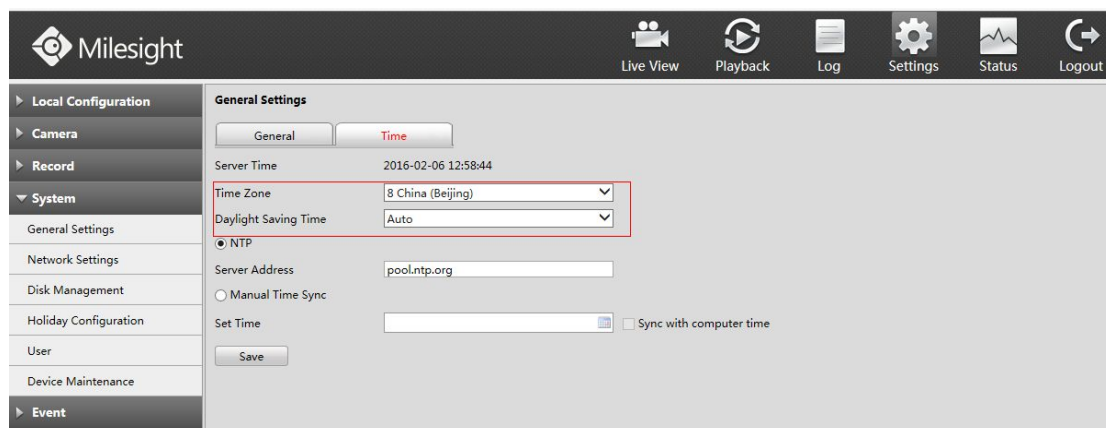 Milesight
Live View
Playback
Log
Settings
Status
Logout
Local Configuration
Camera
Record
System
General Settings
Network Settings
Disk Management
Holiday Configuration
User
Device Maintenance
Event
General Settings
General
Time
Server Time 2016-02-06 12:58:44
Time Zone 8 China (Beijing)
Daylight Saving Time Auto
NTP
Server Address pool.ntp.org
Manual Time Sync
Set Time Sync with computer time
Save